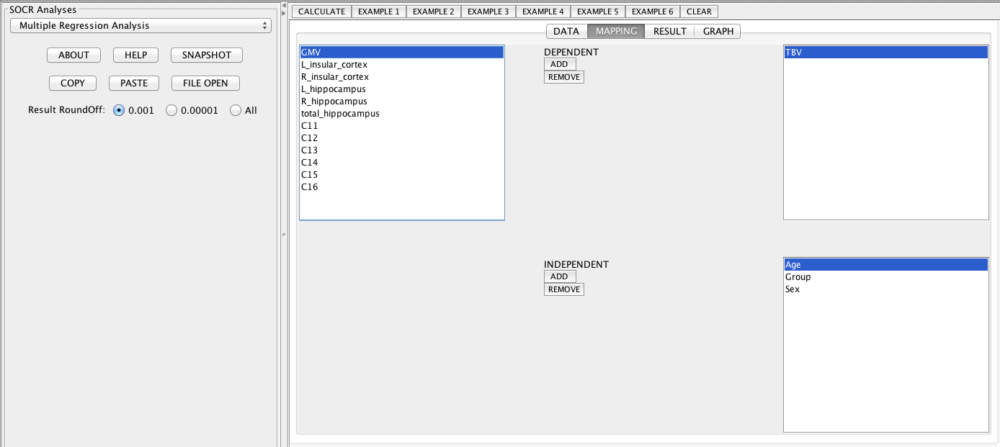 SOCR Analyses
Multiple Regression Analysis
ABOUT HELP SNAPSHOT
COPY PASTE FILE OPEN
Result RoundOff: 0.001 0.00001 All
CALCULATE EXAMPLE 1 EXAMPLE 2 EXAMPLE 3 EXAMPLE 4 EXAMPLE 5 EXAMPLE 6 CLEAR
DATA MAPPING RESULT GRAPH
GMV
L_insular_cortex
R_insular_cortex
L_hippocampus
R_hippocampus
total_hippocampus
C11
C12
C13
C14
C15
C16
DEPENDENT
ADD
REMOVE
TBV
INDEPENDENT
ADD
REMOVE
Age
Group
Sex